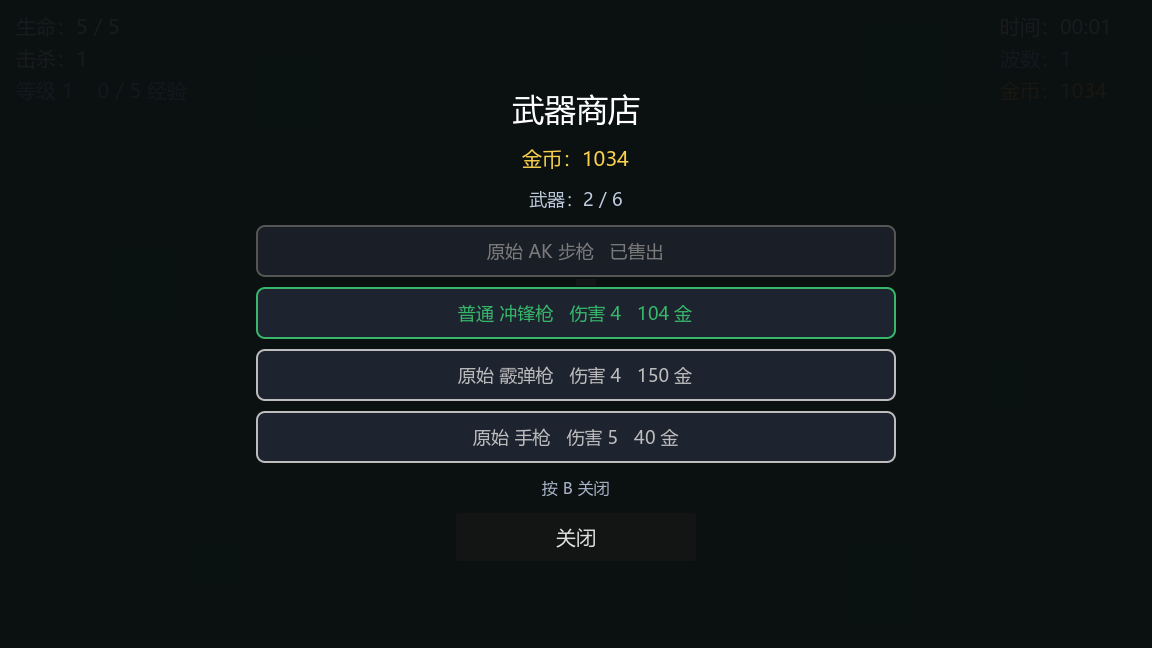 生命：5 / 5
击杀：1
等级 1 0 / 5 经验
时间：00:01
波数：1
金币：1034
武器商店
金币：1034
武器：2 / 6
原始 AK 步枪 已售出
普通 冲锋枪 伤害 4 104 金
原始 霰弹枪 伤害 4 150 金
原始 手枪 伤害 5 40 金
按 B 关闭
关闭